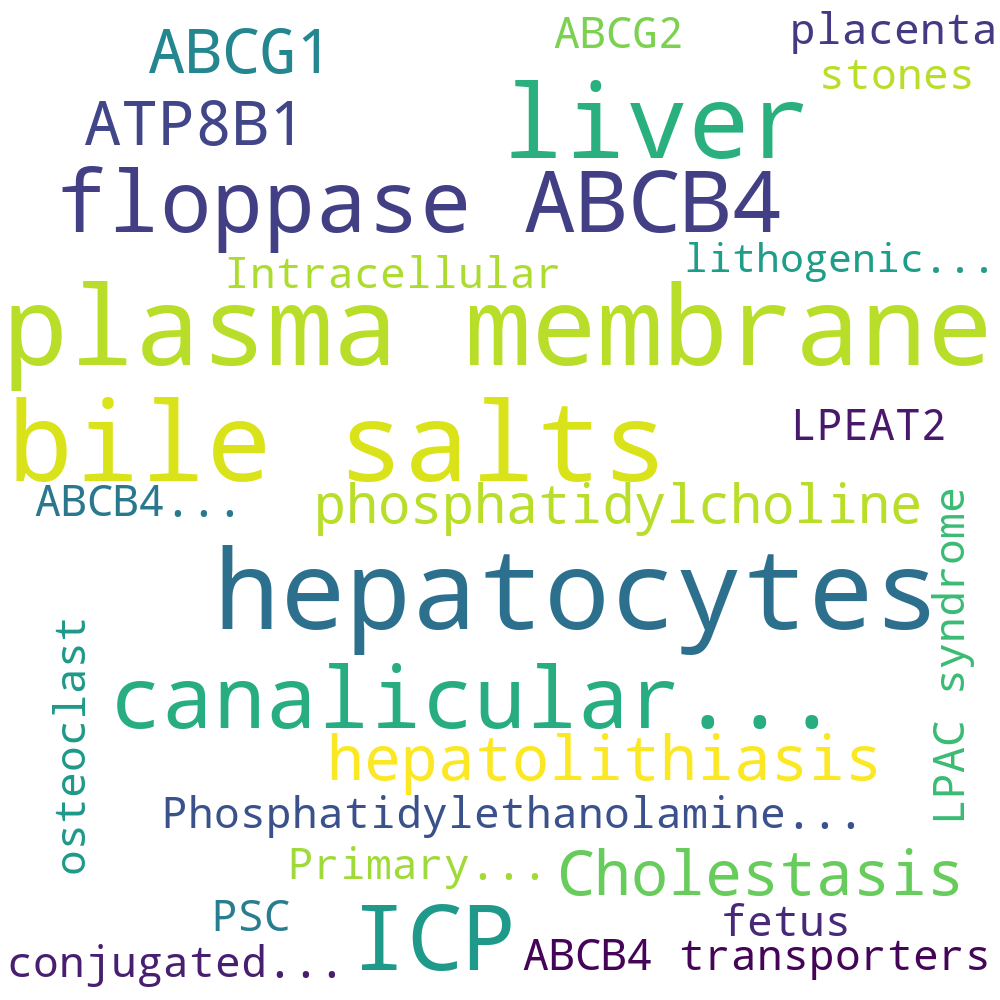 ABCG1
ABCG2
placenta
stones
ATP8B1
liver
floppase
ABCB4
Intracellular
lithogenic...
plasma membrane
bile salts
LPEAT2
ABCB4...
phosphatidylcholine
LPAC syndrome
hepatocytes
osteoclast
canalicular...
hepatolithiasis
Phosphatidylethanolamine...
Primary...
Cholestasis
PSC
ICP
fetus
conjugated...
ABCB4 transporters